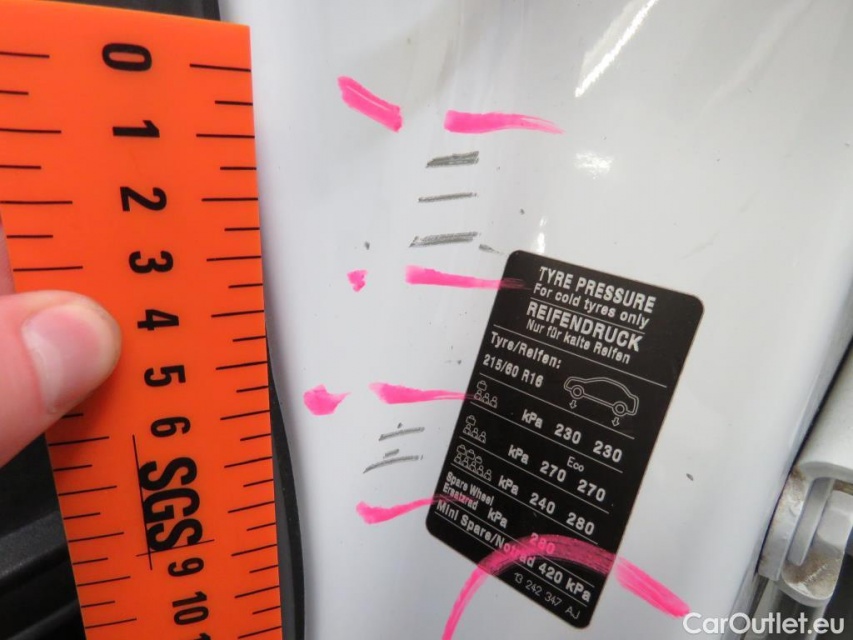 0
1
2
3
4
5
6
SGS
9
10
TYRE PRESSURE
For cold tyres only
REIFENDRUCK
Nur für kalte Reifen
Tyre/Reifen:
215/60 R16
kPa 230 230
Eco
kPa 270 270
kPa 240 280
Spare Wheel
Ersatzrad kPa 280
Mini Spare/Notrad 420 kPa
13 242 347 AJ
CarOutlet.eu